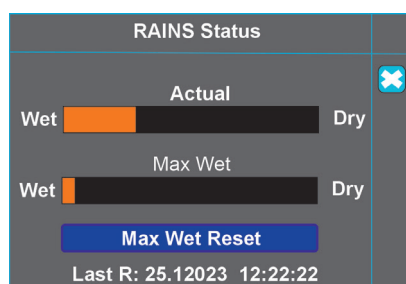 RAINS Status
Actual
Wet Dry
Max Wet
Wet Dry
Max Wet Reset
Last R: 25.12023 12:22:22